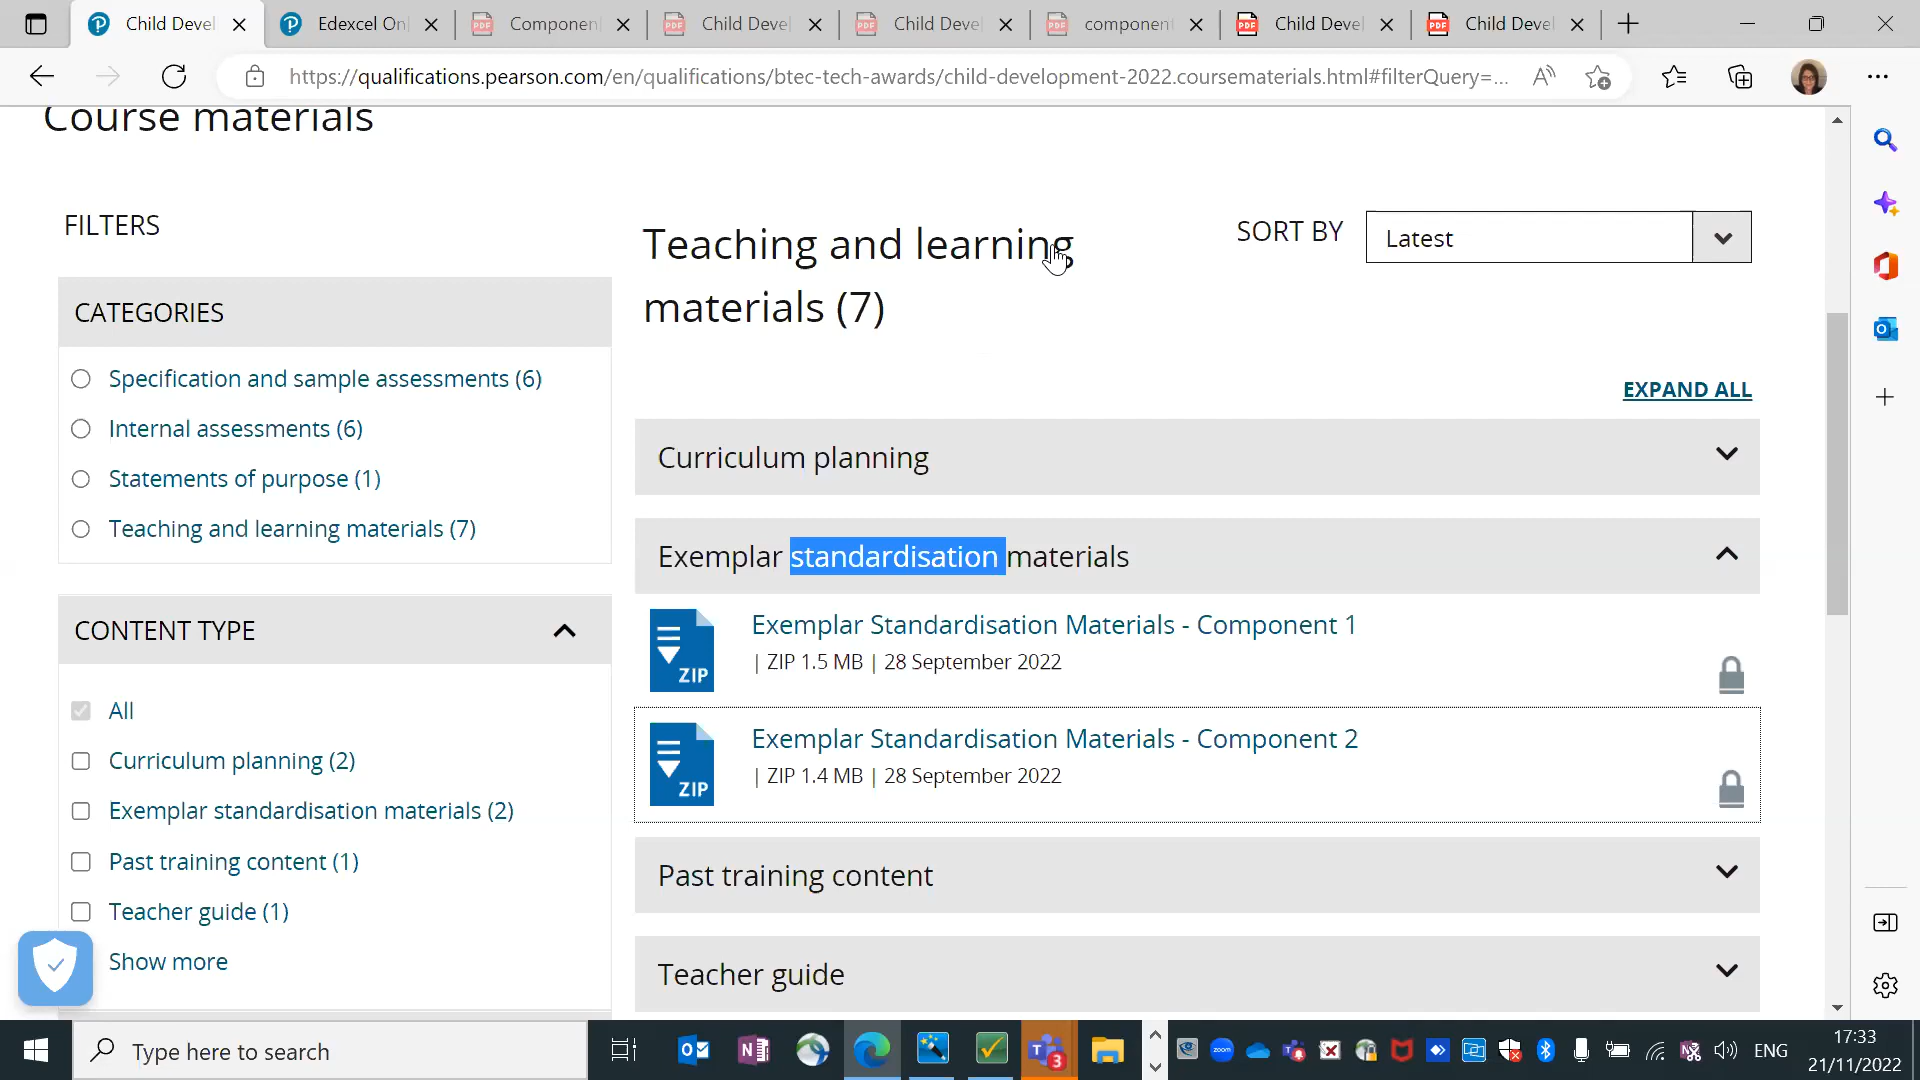 Child Devel
Edexcel Onl
Component
Child Devel
Child Devel
component
Child Devel
Child Devel
https://qualifications.pearson.com/en/qualifications/btec-tech-awards/child-development-2022.coursematerials.html#filterQuery=...
Course materials
FILTERS
CATEGORIES
Specification and sample assessments (6)
Internal assessments (6)
Statements of purpose (1)
Teaching and learning materials (7)
CONTENT TYPE
All
Curriculum planning (2)
Exemplar standardisation materials (2)
Past training content (1)
Teacher guide (1)
Show more
Teaching and learning
materials (7)
SORT BY
Latest
EXPAND ALL
Curriculum planning
Exemplar standardisation materials
ZIP
Exemplar Standardisation Materials - Component 1
| ZIP 1.5 MB | 28 September 2022
ZIP
Exemplar Standardisation Materials - Component 2
| ZIP 1.4 MB | 28 September 2022
Past training content
Teacher guide
Type here to search
3
zoom
ENG
17:33
21/11/2022